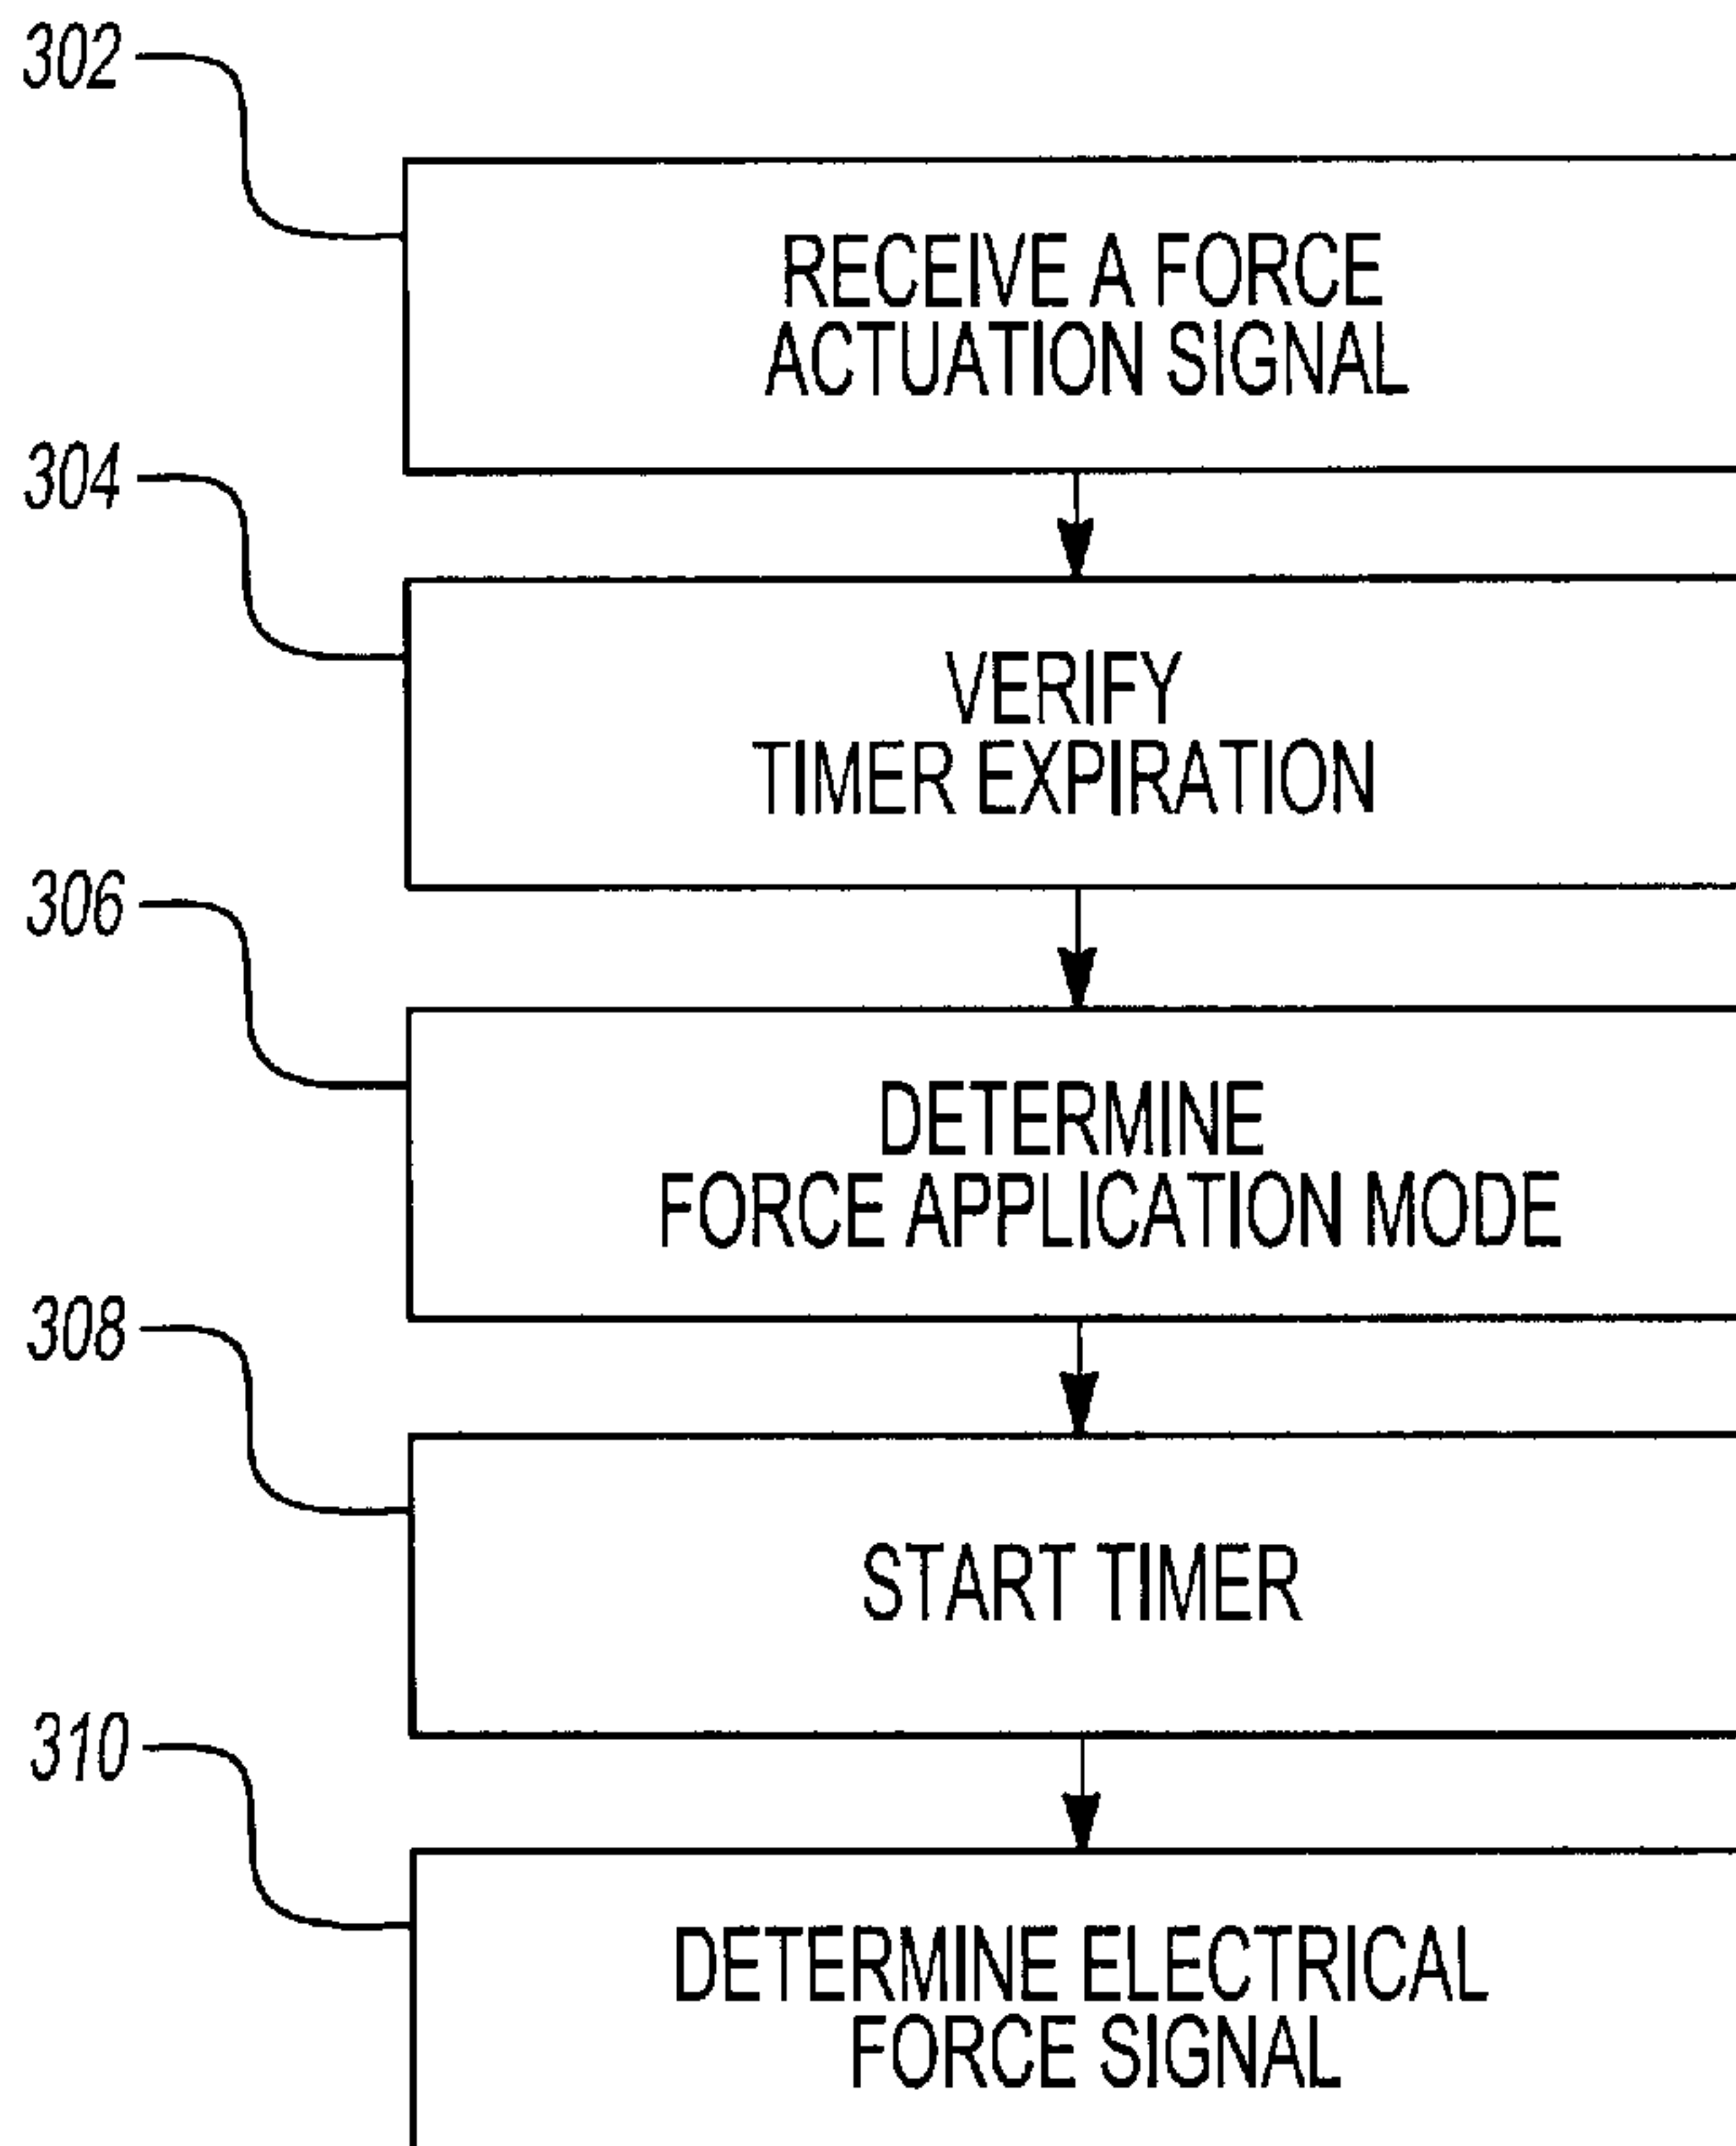 302
RECEIVE A FORCE
ACTUATION SIGNAL
304
VERIFY
TIMER EXPIRATION
306
DETERMINE
FORCE APPLICATION MODE
308
START TIMER
310
DETERMINE ELECTRICAL
FORCE SIGNAL